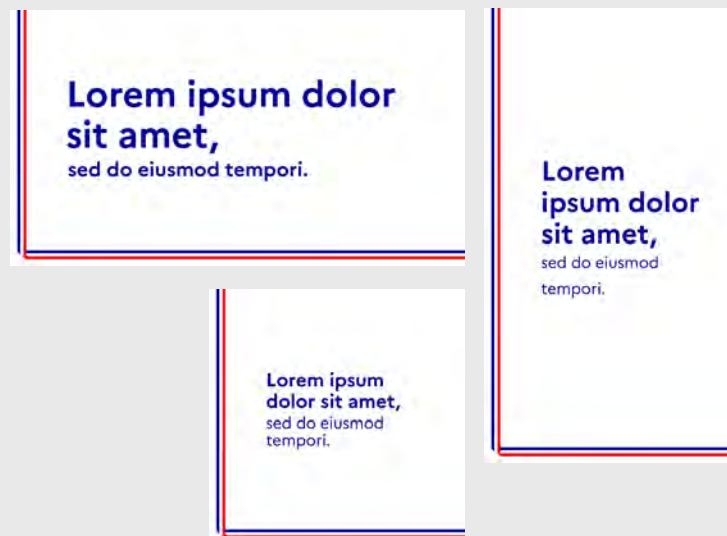 Lorem ipsum dolor
sit amet,
sed do eiusmod tempori.
Lorem
ipsum dolor
sit amet,
sed do eiusmod
tempori.
Lorem ipsum
dolor sit amet,
sed do eiusmod
tempori.